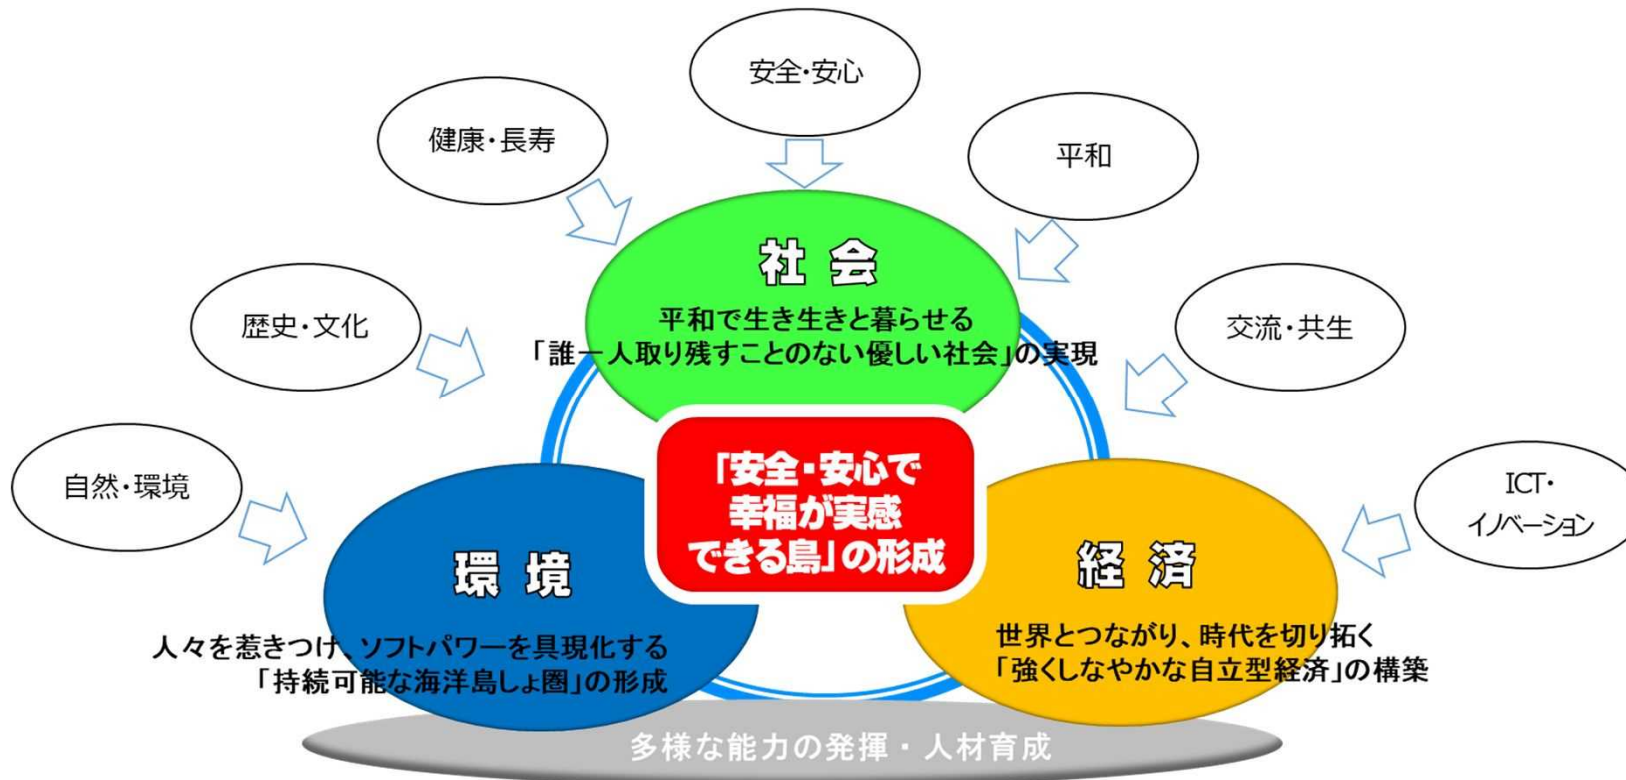 安全・安心
健康・長寿
平和
歴史・文化
交流・共生
自然・環境
ICT・
イノベーション
社会
平和で生き生きと暮らせる
「誰一人取り残すことのない優しい社会」の実現
「安全・安心で
幸福が実感
できる島」の形成
環境
人々を惹きつけ、ソフトパワーを具現化する
「持続可能な海洋島しょ圏」の形成
経済
世界とつながり、時代を切り拓く
「強くしなやかな自立型経済」の構築
多様な能力の発揮・人材育成